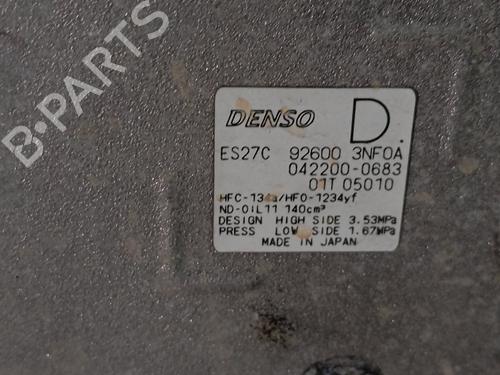 B-PARTS
DENSO D.
ES27C 92600 3NF0A
042200-0683
01T 05010
HFC-134a/HFO-1234yf
ND-OIL11 140cm³
DESIGN HIGH SIDE 3.53MPa
PRESS LOW SIDE 1.67MPa
MADE IN JAPAN